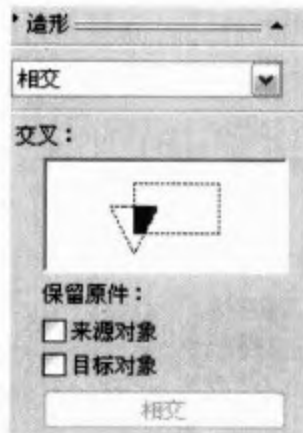 造形
相交
交叉：
保留原件：
来源对象
目标对象
相交